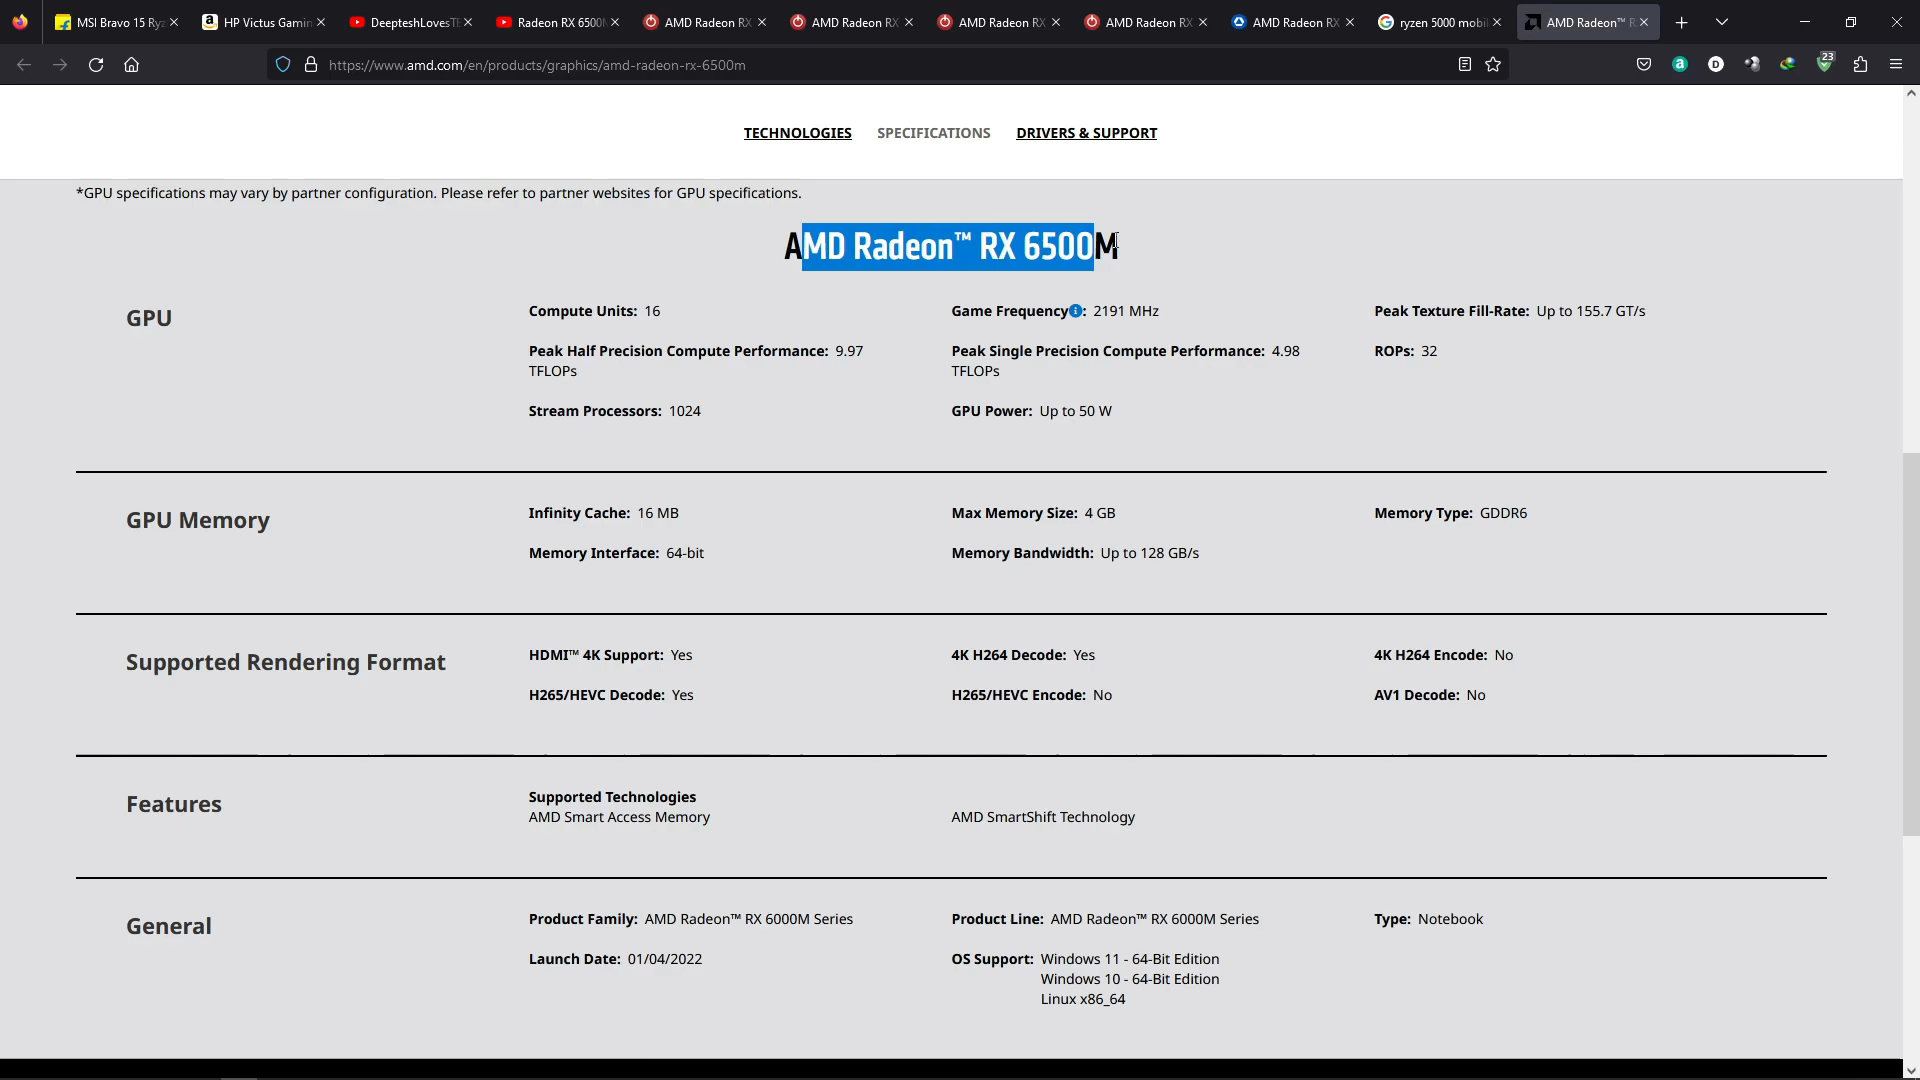 MSI Bravo 15 Ryz
HP Victus Gamin
DeepteshLovesTE
Radeon RX 6500M
AMD Radeon RX
AMD Radeon RX
AMD Radeon RX
AMD Radeon RX
AMD Radeon RX
ryzen 5000 mobil
AMD Radeon™ R
https://www.amd.com/en/products/graphics/amd-radeon-rx-6500m
23
TECHNOLOGIES SPECIFICATIONS DRIVERS & SUPPORT
*GPU specifications may vary by partner configuration. Please refer to partner websites for GPU specifications.
AMD Radeon™ RX 6500M
GPU
Compute Units: 16
Game Frequency: 2191 MHz
Peak Texture Fill-Rate: Up to 155.7 GT/s
Peak Half Precision Compute Performance: 9.97
TFLOPs
Peak Single Precision Compute Performance: 4.98
TFLOPs
ROPs: 32
Stream Processors: 1024
GPU Power: Up to 50 W
GPU Memory
Infinity Cache: 16 MB
Max Memory Size: 4 GB
Memory Type: GDDR6
Memory Interface: 64-bit
Memory Bandwidth: Up to 128 GB/s
Supported Rendering Format
HDMI™ 4K Support: Yes
4K H264 Decode: Yes
4K H264 Encode: No
H265/HEVC Decode: Yes
H265/HEVC Encode: No
AV1 Decode: No
Features
Supported Technologies
AMD Smart Access Memory
AMD SmartShift Technology
General
Product Family: AMD Radeon™ RX 6000M Series
Product Line: AMD Radeon™ RX 6000M Series
Type: Notebook
Launch Date: 01/04/2022
OS Support: Windows 11 - 64-Bit Edition
Windows 10 - 64-Bit Edition
Linux x86_64